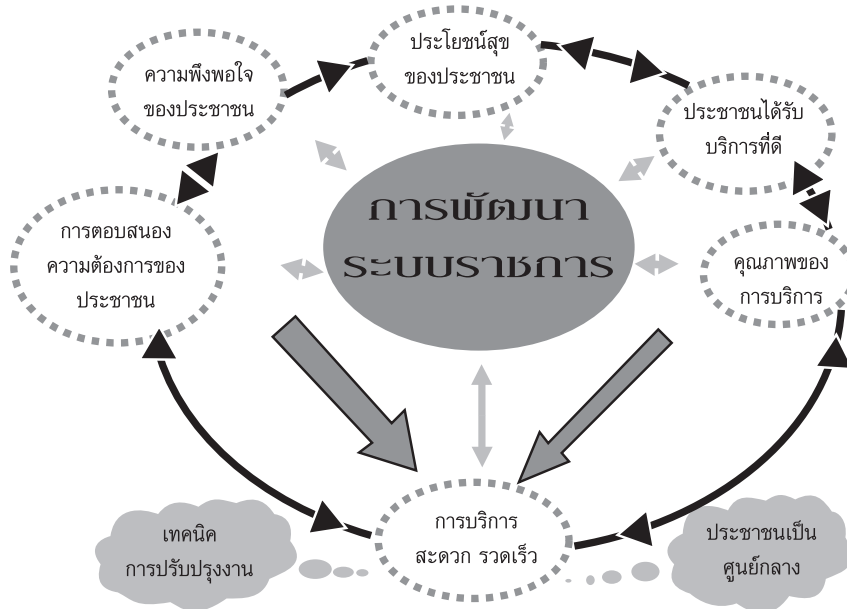 ประโยชน์สุข
ของประชาชน
ความพึงพอใจ
ของประชาชน
ประชาชนได้รับ
บริการที่ดี
การตอบสนอง
ความต้องการของ
ประชาชน
การพัฒนา
ระบบราชการ
คุณภาพของ
การบริการ
การบริการ
สะดวก รวดเร็ว
เทคนิค
การปรับปรุงงาน
ประชาชนเป็น
ศูนย์กลาง